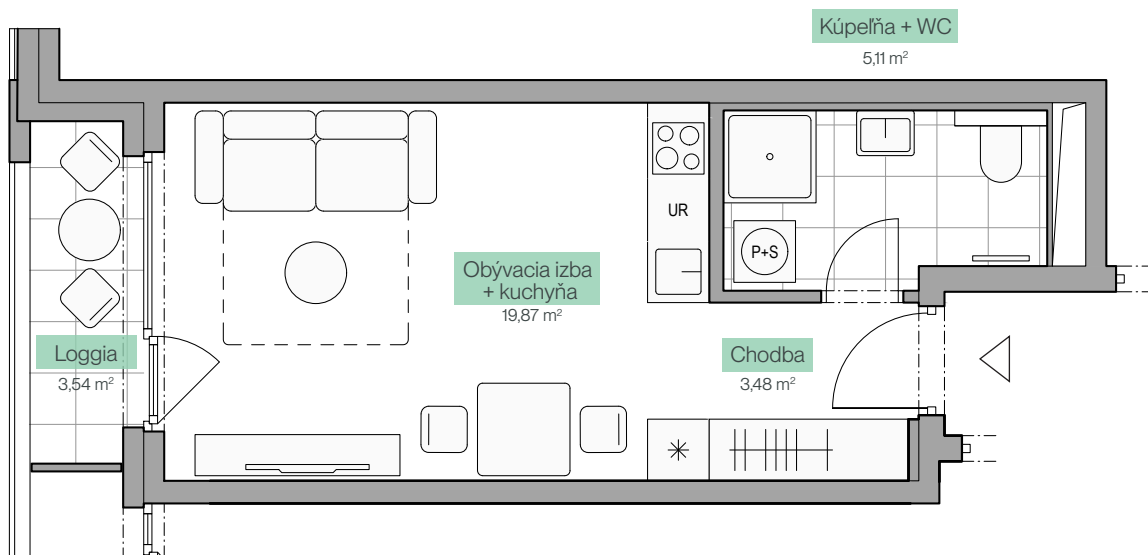 Kúpeľňa + WC
5,11 m²
UR
P+S
Obývacia izba
+ kuchyňa
19,87 m²
Loggia
3,54 m²
Chodba
3,48 m²